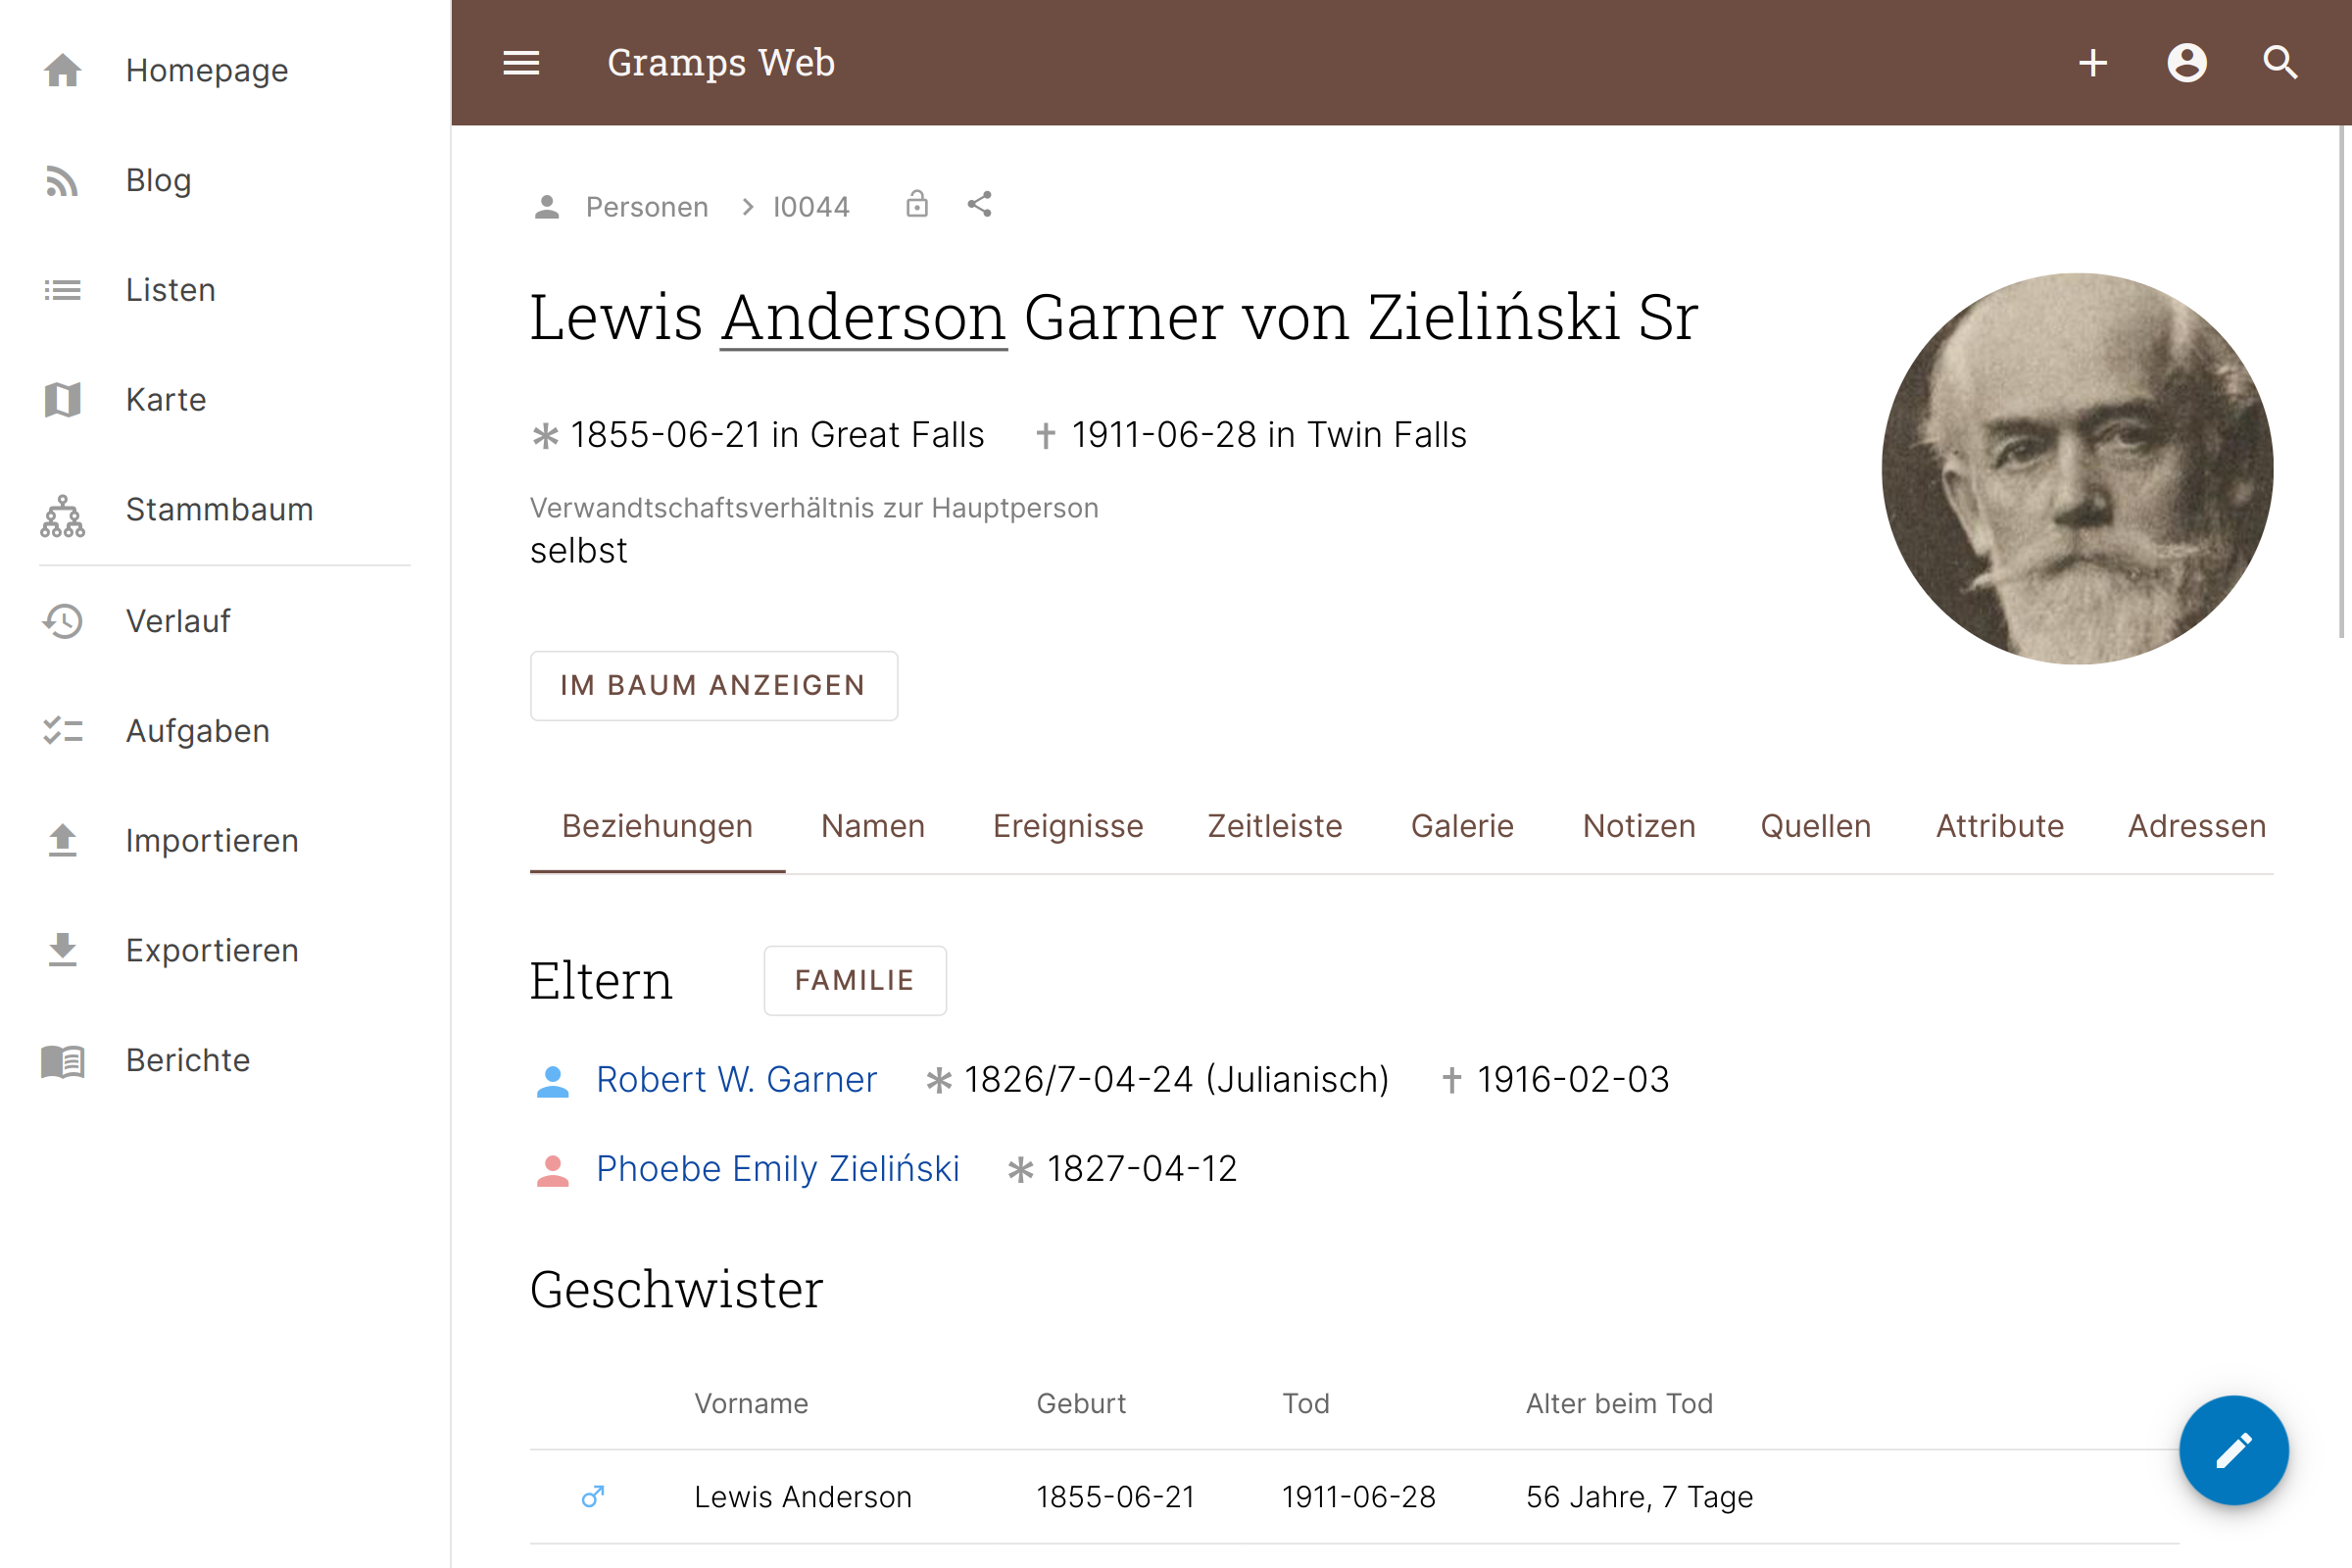 Homepage
Blog
Listen
Karte
Stammbaum
Verlauf
Aufgaben
Importieren
Exportieren
Berichte
Gramps Web
Personen > I0044
Lewis Anderson Garner von Zieliński Sr
* 1855-06-21 in Great Falls † 1911-06-28 in Twin Falls
Verwandtschaftsverhältnis zur Hauptperson
selbst
IM BAUM ANZEIGEN
Beziehungen Namen Ereignisse Zeitleiste Galerie Notizen Quellen Attribute Adressen
Eltern FAMILIE
Robert W. Garner * 1826/7-04-24 (Julianisch) † 1916-02-03
Phoebe Emily Zieliński * 1827-04-12
Geschwister
Vorname Geburt Tod Alter beim Tod
♂ Lewis Anderson 1855-06-21 1911-06-28 56 Jahre, 7 Tage